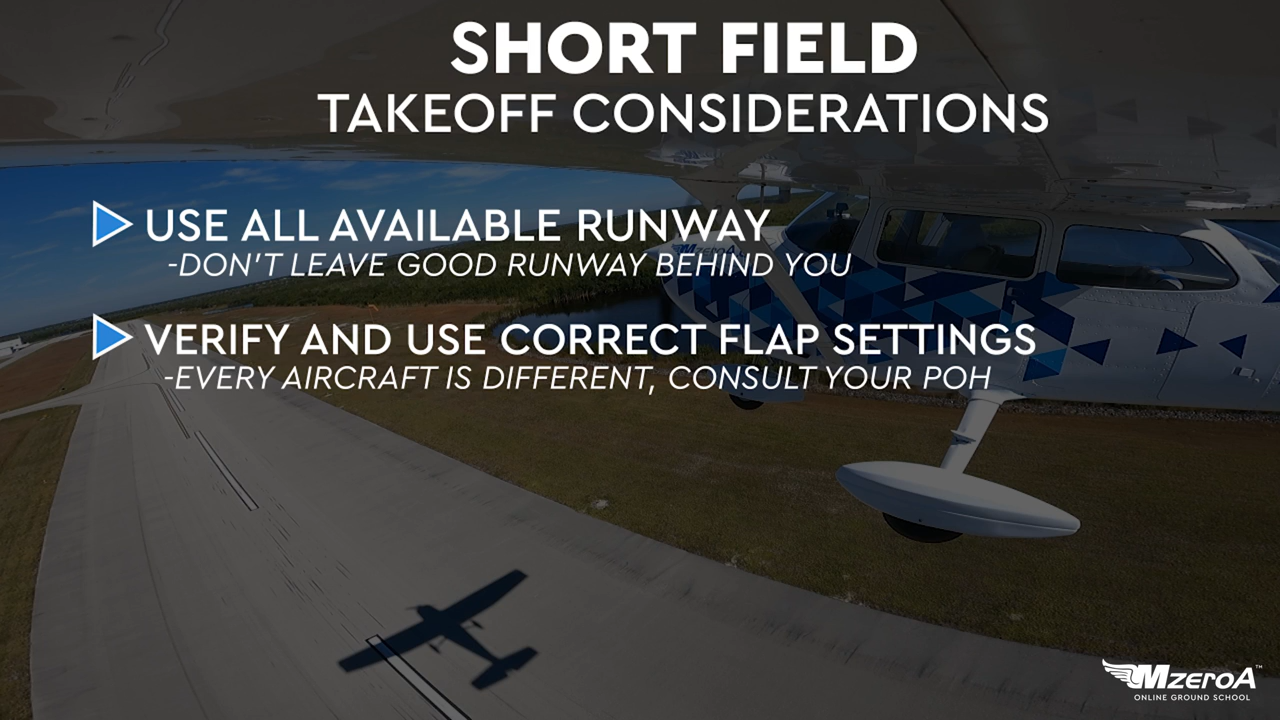 SHORT FIELD
TAKEOFF CONSIDERATIONS
USE ALL AVAILABLE RUNWAY
-DON'T LEAVE GOOD RUNWAY BEHIND YOU
VERIFY AND USE CORRECT FLAP SETTINGS
-EVERY AIRCRAFT IS DIFFERENT, CONSULT YOUR POH
MzeroA
MZEROA™
ONLINE GROUND SCHOOL